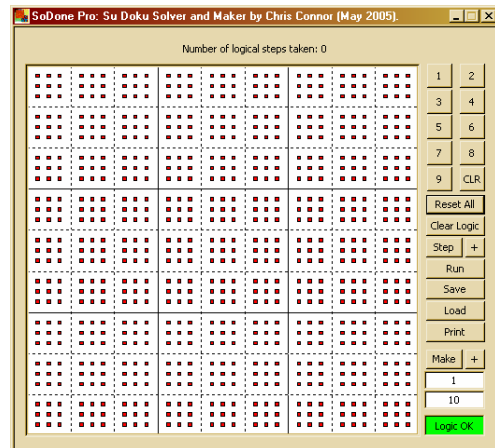 SoDone Pro: Su Doku Solver and Maker by Chris Connor (May 2005).
Number of logical steps taken: 0
1 2
3 4
5 6
7 8
9 CLR
Reset All
Clear Logic
Step +
Run
Save
Load
Print
Make +
1
10
Logic OK